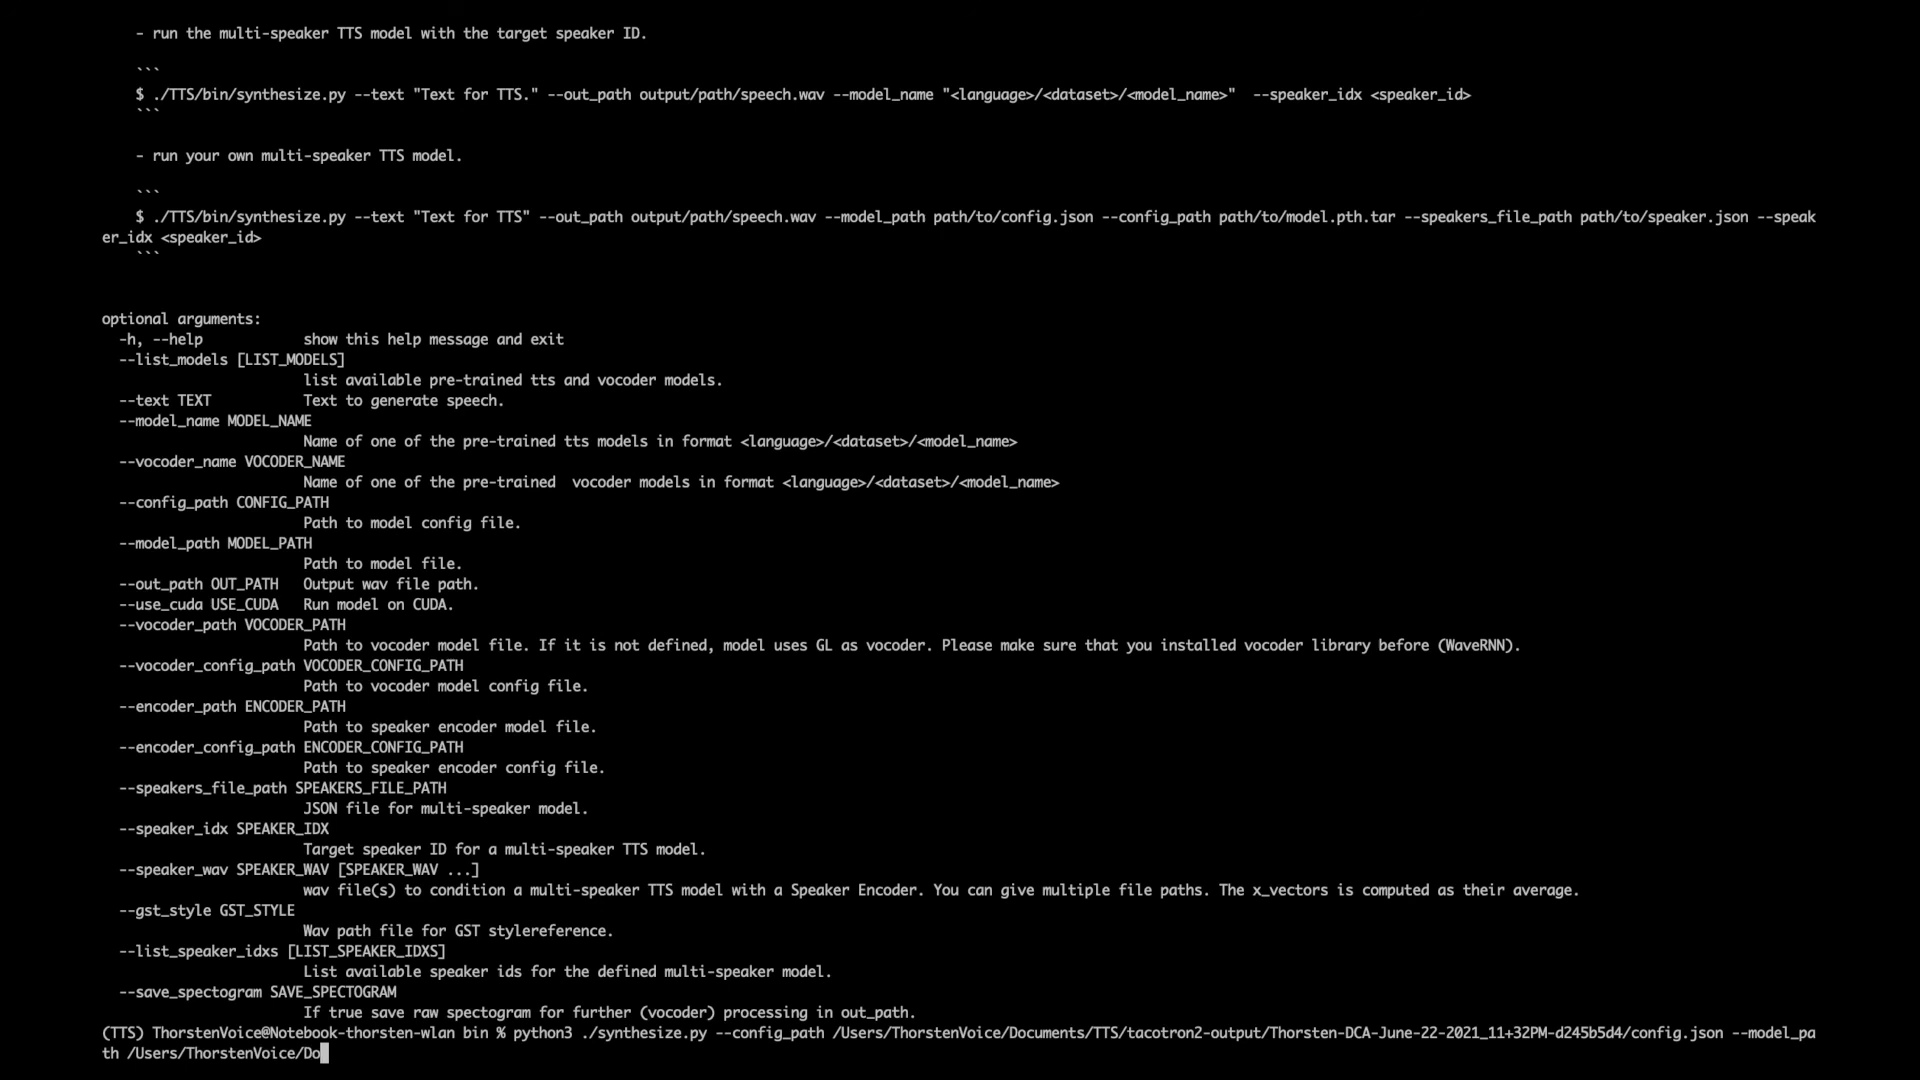 - run the multi-speaker TTS model with the target speaker ID.
```
$ ./TTS/bin/synthesize.py --text "Text for TTS." --out_path output/path/speech.wav --model_name "<language>/<dataset>/<model_name>"  --speaker_idx <speaker_id>
```
- run your own multi-speaker TTS model.
```
$ ./TTS/bin/synthesize.py --text "Text for TTS" --out_path output/path/speech.wav --model_path path/to/config.json --config_path path/to/model.pth.tar --speakers_file_path path/to/speaker.json --speak
er_idx <speaker_id>
```
optional arguments:
-h, --help            show this help message and exit
--list_models [LIST_MODELS]
list available pre-trained tts and vocoder models.
--text TEXT           Text to generate speech.
--model_name MODEL_NAME
Name of one of the pre-trained tts models in format <language>/<dataset>/<model_name>
--vocoder_name VOCODER_NAME
Name of one of the pre-trained  vocoder models in format <language>/<dataset>/<model_name>
--config_path CONFIG_PATH
Path to model config file.
--model_path MODEL_PATH
Path to model file.
--out_path OUT_PATH   Output wav file path.
--use_cuda USE_CUDA   Run model on CUDA.
--vocoder_path VOCODER_PATH
Path to vocoder model file. If it is not defined, model uses GL as vocoder. Please make sure that you installed vocoder library before (WaveRNN).
--vocoder_config_path VOCODER_CONFIG_PATH
Path to vocoder model config file.
--encoder_path ENCODER_PATH
Path to speaker encoder model file.
--encoder_config_path ENCODER_CONFIG_PATH
Path to speaker encoder config file.
--speakers_file_path SPEAKERS_FILE_PATH
JSON file for multi-speaker model.
--speaker_idx SPEAKER_IDX
Target speaker ID for a multi-speaker TTS model.
--speaker_wav SPEAKER_WAV [SPEAKER_WAV ...]
wav file(s) to condition a multi-speaker TTS model with a Speaker Encoder. You can give multiple file paths. The x_vectors is computed as their average.
--gst_style GST_STYLE
Wav path file for GST stylereference.
--list_speaker_idxs [LIST_SPEAKER_IDXS]
List available speaker ids for the defined multi-speaker model.
--save_spectogram SAVE_SPECTOGRAM
If true save raw spectogram for further (vocoder) processing in out_path.
(TTS) ThorstenVoice@Notebook-thorsten-wlan bin % python3 ./synthesize.py --config_path /Users/ThorstenVoice/Documents/TTS/tacotron2-output/Thorsten-DCA-June-22-2021_11+32PM-d245b5d4/config.json --model_pa
th /Users/ThorstenVoice/Do